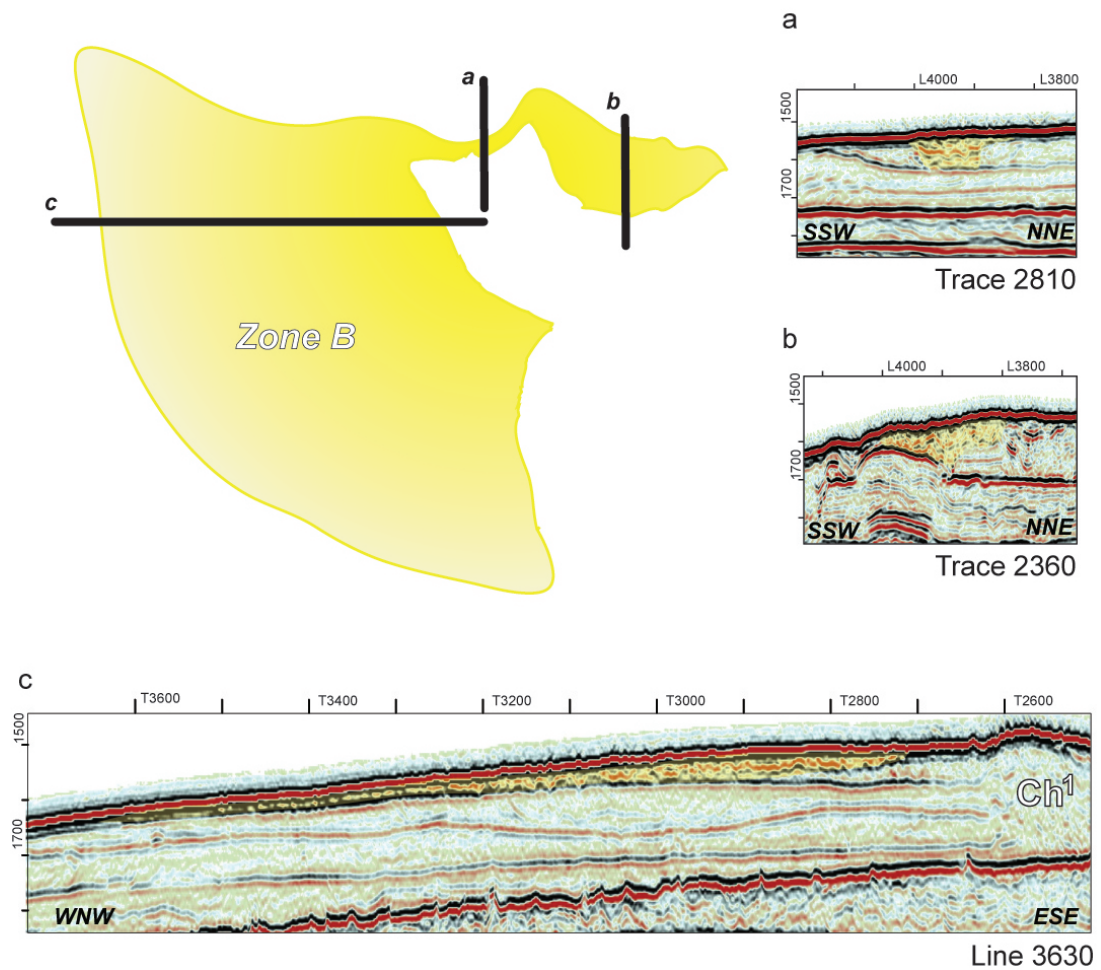 a
L4000 L3800
1500
1700
SSW NNE
Trace 2810
a
b
c
Zone B
b
L4000 L3800
1500
1700
SSW NNE
Trace 2360
c
T3600 T3400 T3200 T3000 T2800 T2600
1500
1700
Ch¹
WNW ESE
Line 3630